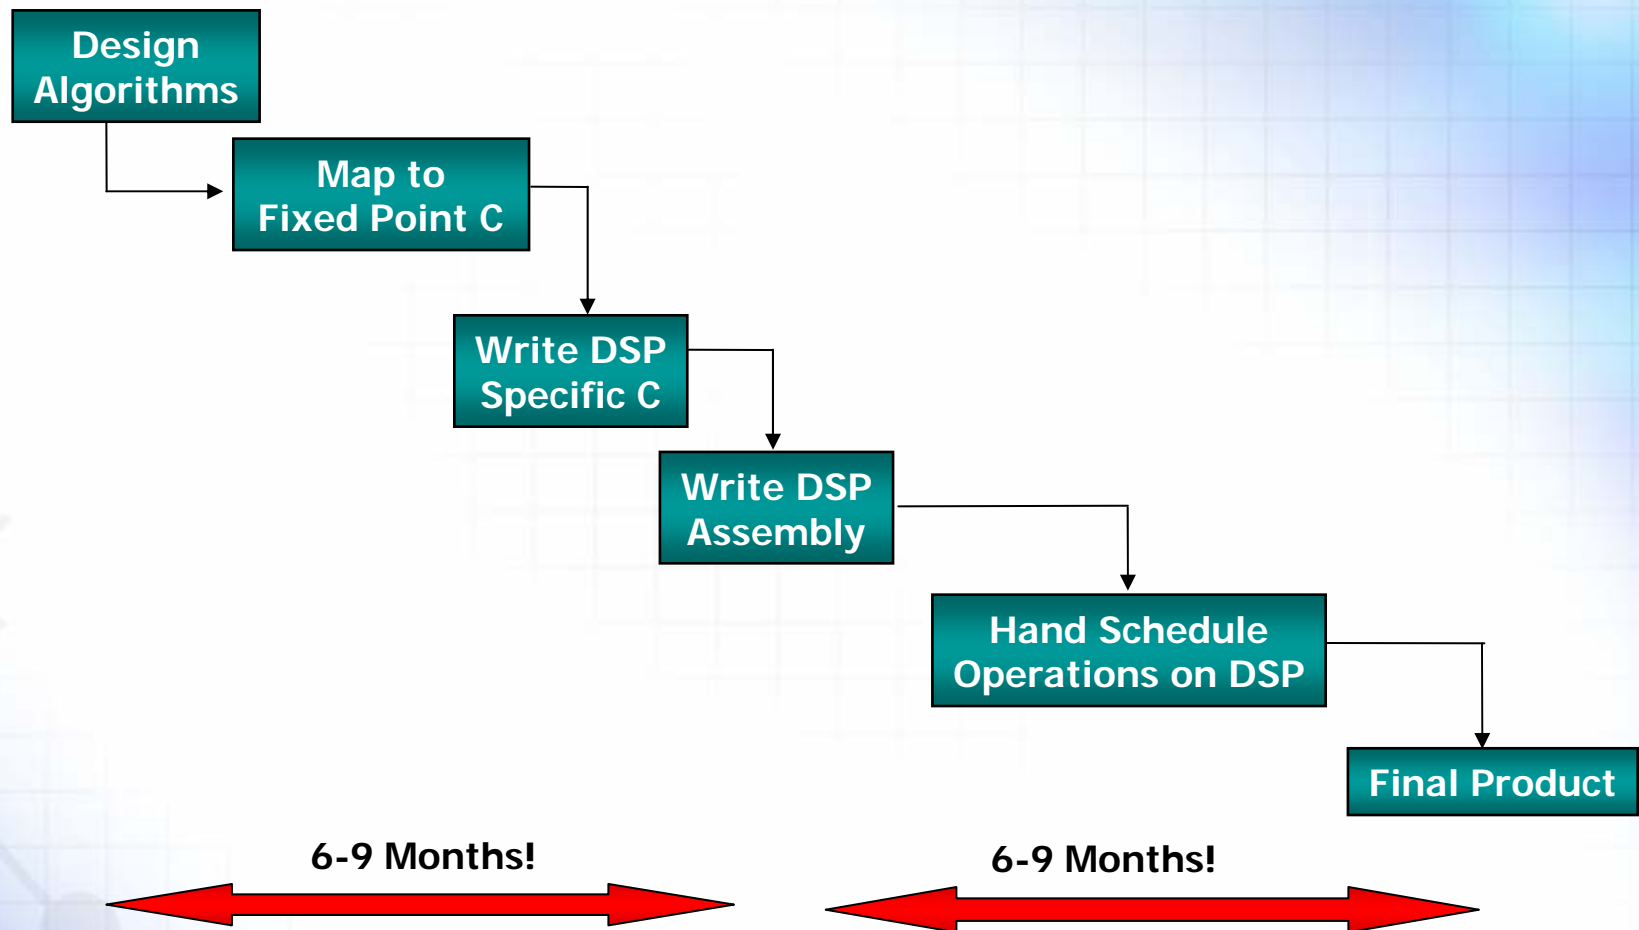 Design
Algorithms
Map to
Fixed Point C
Write DSP
Specific C
Write DSP
Assembly
Hand Schedule
Operations on DSP
Final Product
6-9 Months!
6-9 Months!